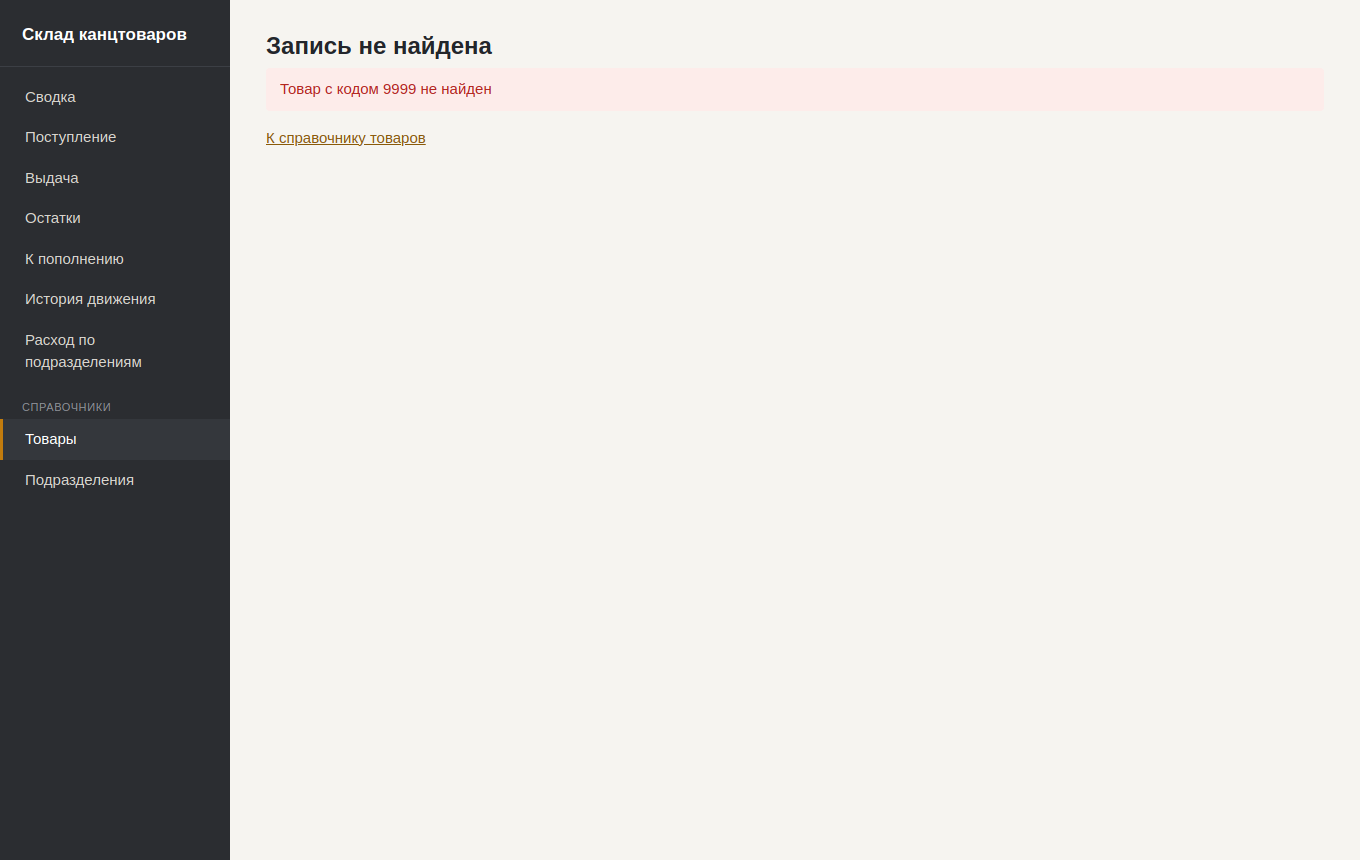 Склад канцтоваров
Сводка
Поступление
Выдача
Остатки
К пополнению
История движения
Расход по
подразделениям
СПРАВОЧНИКИ
Товары
Подразделения
Запись не найдена
Товар с кодом 9999 не найден
К справочнику товаров